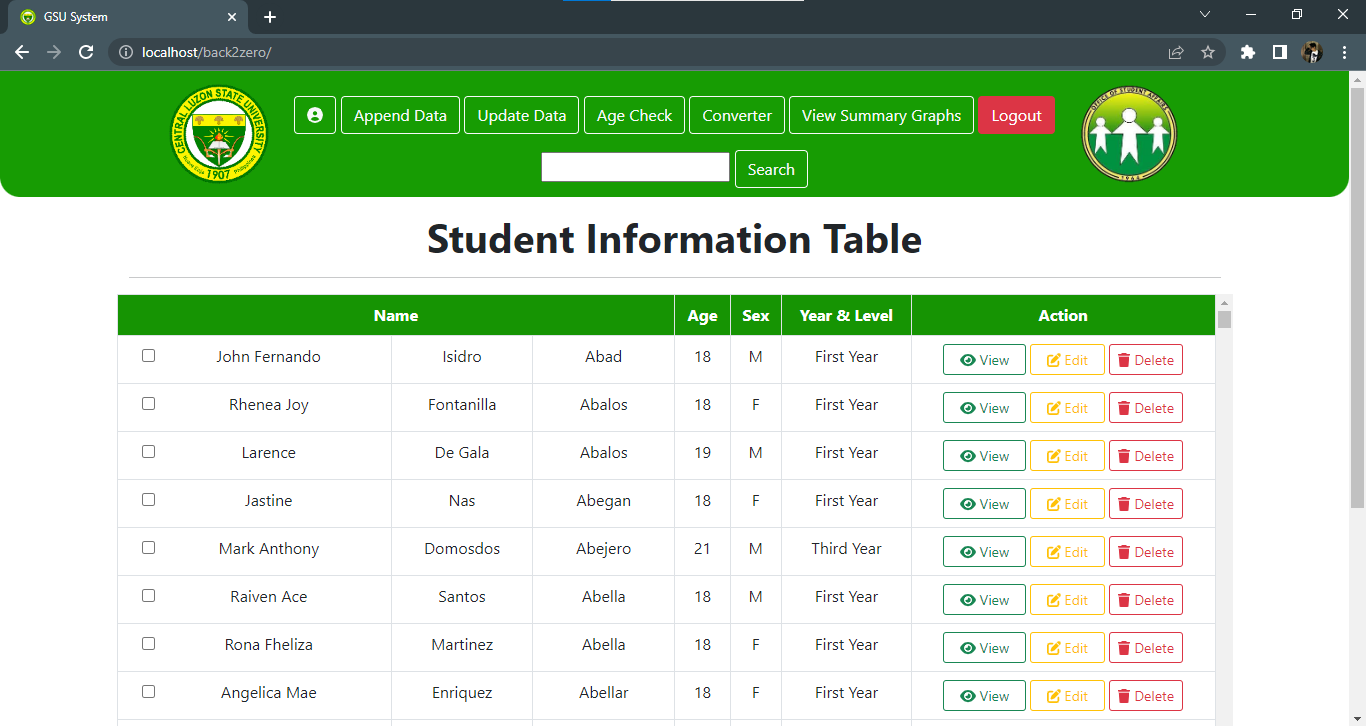 GSU System
localhost/back2zero/
CENTRAL LUZON STATE UNIVERSITY
1907
Append Data Update Data Age Check Converter View Summary Graphs Logout
OFFICE OF STUDENT AFFAIRS
Search
Student Information Table
Name Age Sex Year & Level Action
John Fernando Isidro Abad 18 M First Year View Edit Delete
Rhenea Joy Fontanilla Abalos 18 F First Year View Edit Delete
Larence De Gala Abalos 19 M First Year View Edit Delete
Jastine Nas Abegan 18 F First Year View Edit Delete
Mark Anthony Domosdos Abejero 21 M Third Year View Edit Delete
Raiven Ace Santos Abella 18 M First Year View Edit Delete
Rona Fheliza Martinez Abella 18 F First Year View Edit Delete
Angelica Mae Enriquez Abellar 18 F First Year View Edit Delete